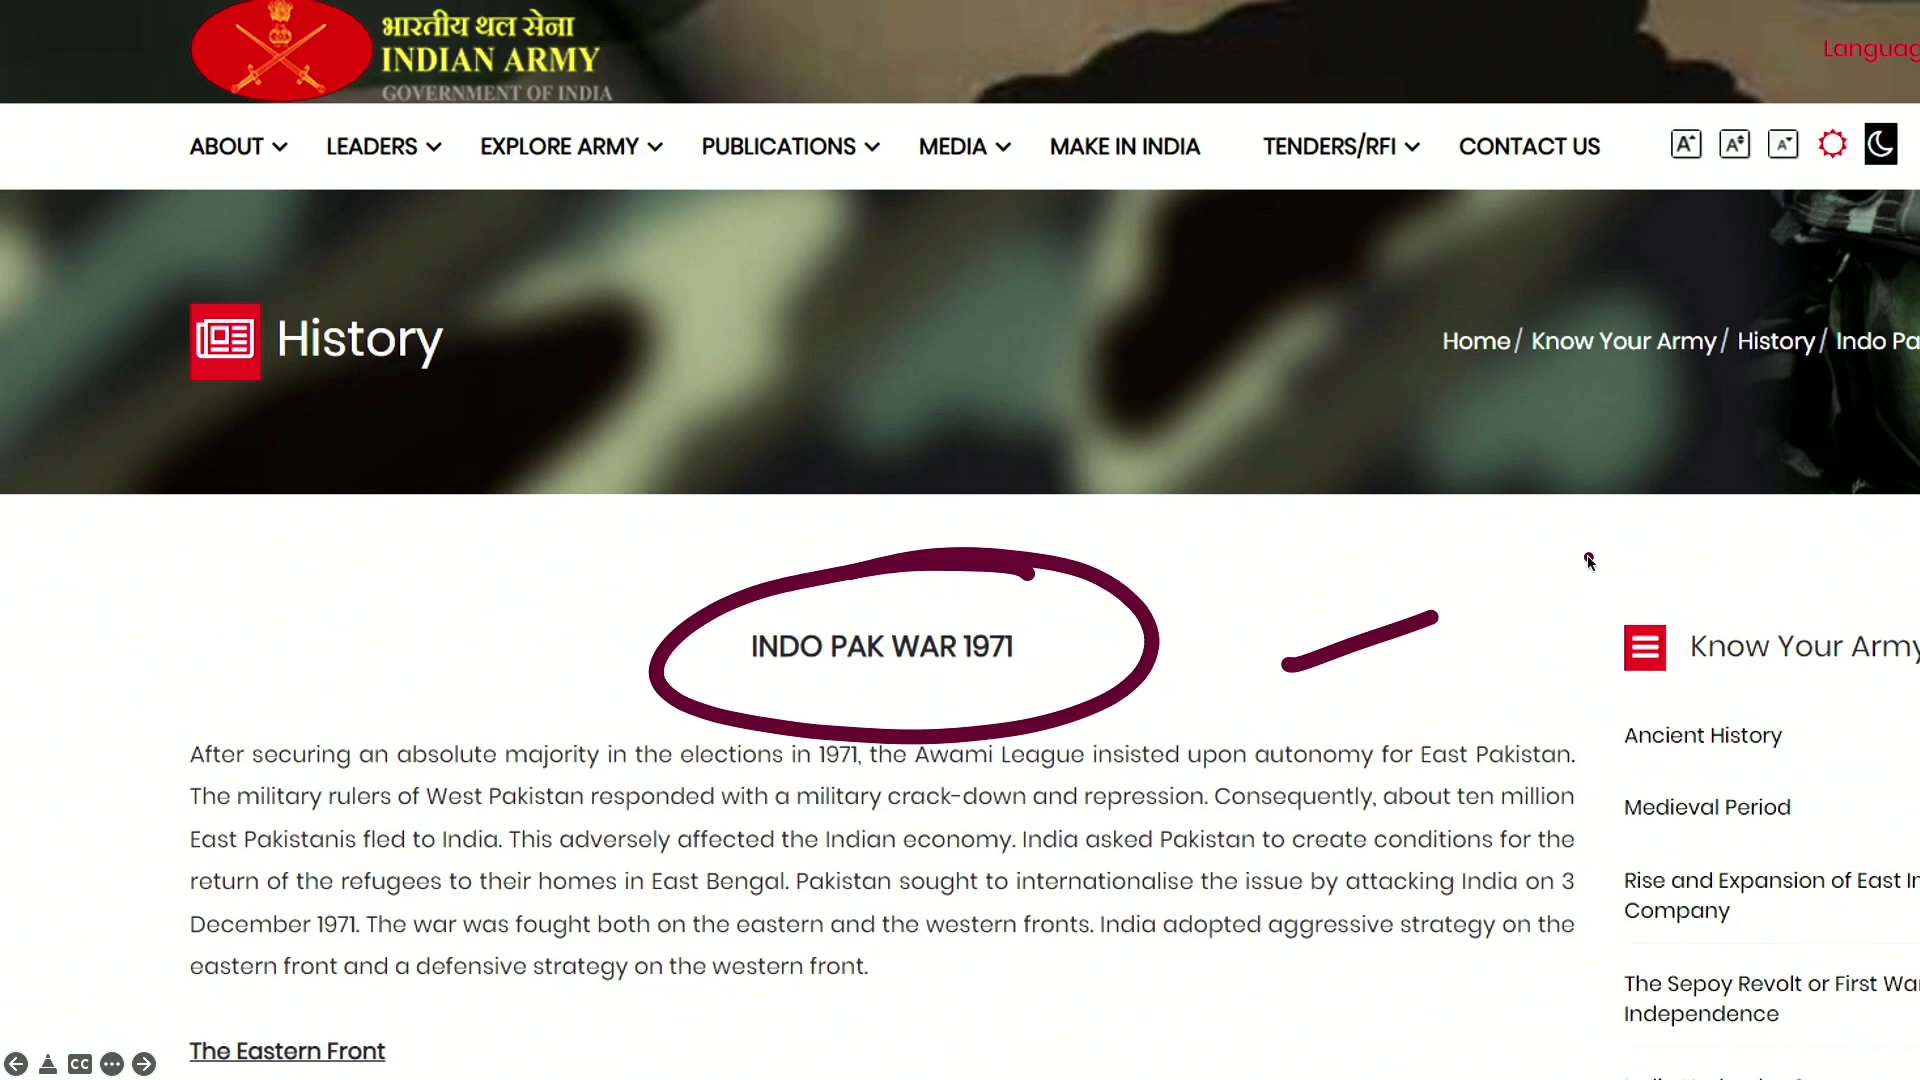 भारतीय थल सेना
INDIAN ARMY
GOVERNMENT OF INDIA
ABOUT
LEADERS
EXPLORE ARMY
PUBLICATIONS
MEDIA
MAKE IN INDIA
TENDERS/RFI
CONTACT US
History
Home/ Know Your Army/ History/ Indo
INDO PAK WAR 1971
After securing an absolute majority in the elections in 1971, the Awami League insisted upon autonomy for East Pakistan.
The military rulers of West Pakistan responded with a military crack-down and repression. Consequently, about ten million
East Pakistanis fled to India. This adversely affected the Indian economy. India asked Pakistan to create conditions for the
return of the refugees to their homes in East Bengal. Pakistan sought to internationalise the issue by attacking India on 3
December 1971. The war was fought both on the eastern and the western fronts. India adopted aggressive strategy on the
eastern front and a defensive strategy on the western front.
The Eastern Front
Know Your Army
Ancient History
Medieval Period
Rise and Expansion of East
Company
The Sepoy Revolt or First
Independence
CC